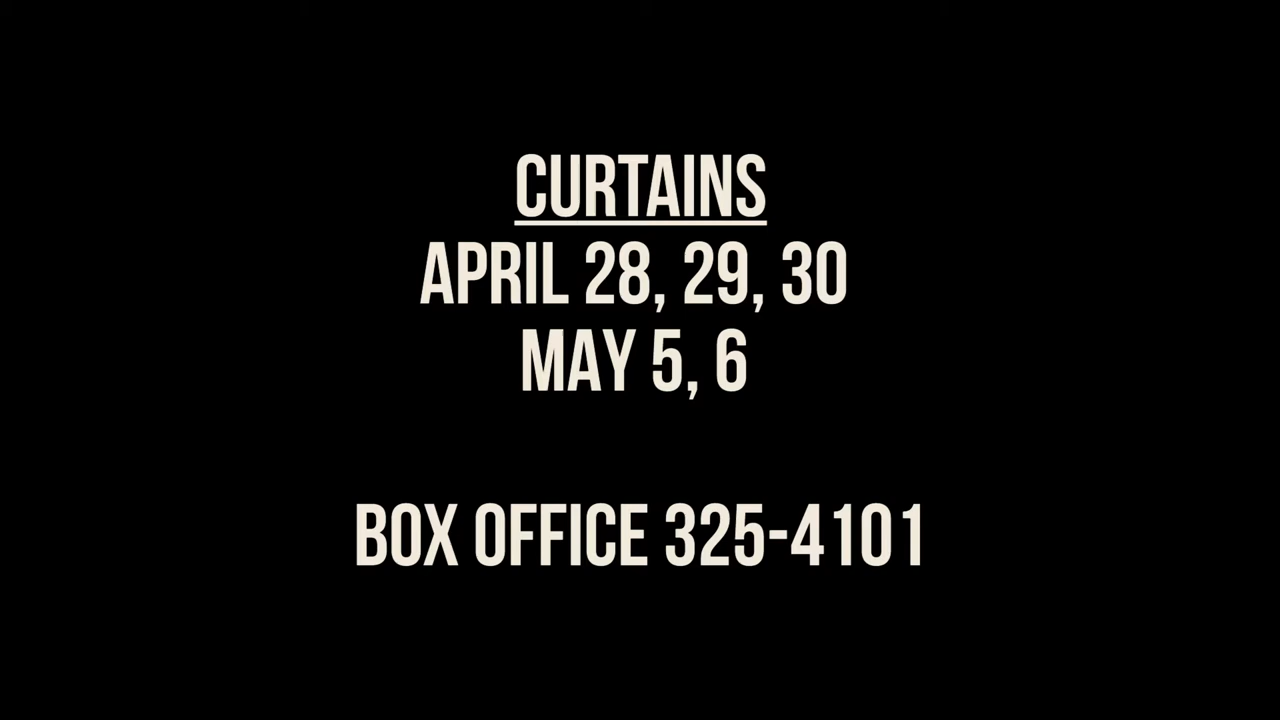 CURTAINS
APRIL 28, 29, 30
MAY 5, 6
BOX OFFICE 325-4101